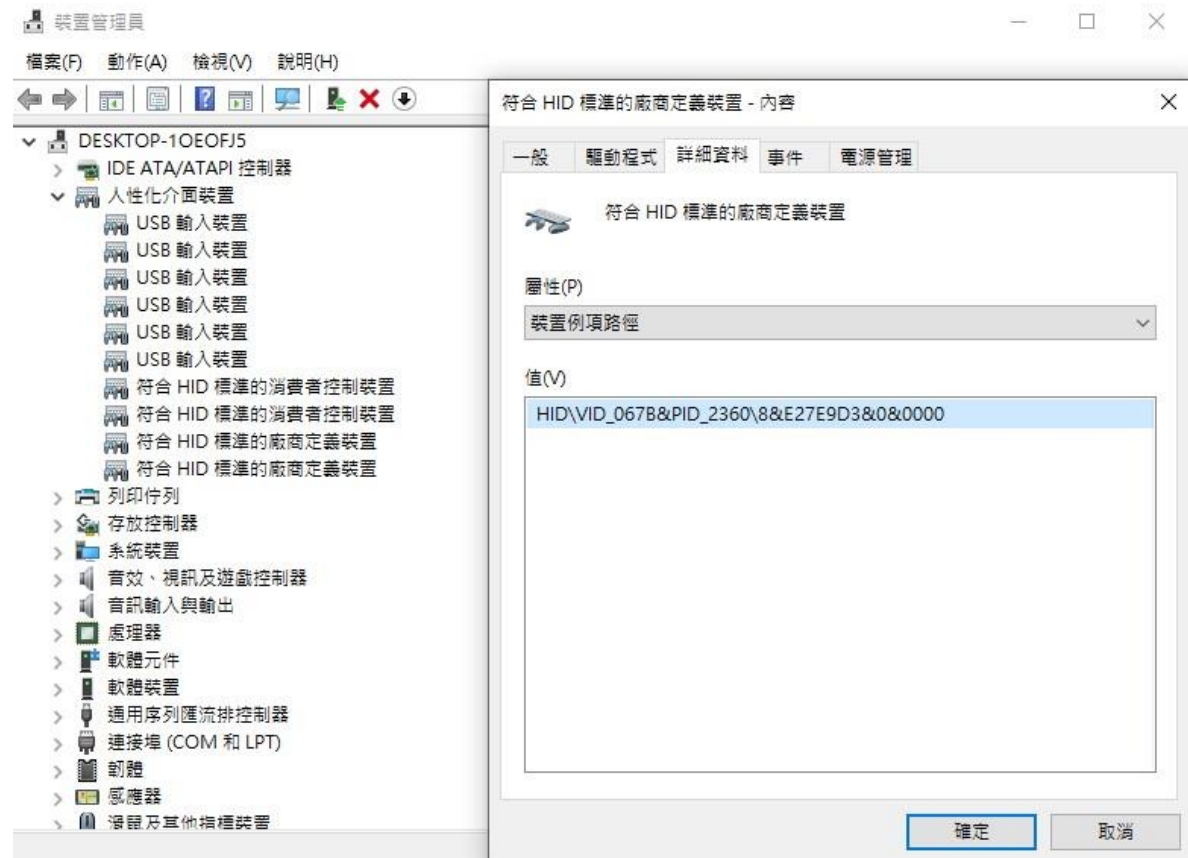 裝置管理員
檔案(F) 動作(A) 檢視(V) 說明(H)
DESKTOP-1OEOFJ5
IDE ATA/ATAPI 控制器
人性化介面裝置
USB 輸入裝置
USB 輸入裝置
USB 輸入裝置
USB 輸入裝置
USB 輸入裝置
USB 輸入裝置
符合 HID 標準的消費者控制裝置
符合 HID 標準的消費者控制裝置
符合 HID 標準的廠商定義裝置
符合 HID 標準的廠商定義裝置
列印佇列
存放控制器
系統裝置
音效、視訊及遊戲控制器
音訊輸入與輸出
處理器
軟體元件
軟體裝置
通用序列匯流排控制器
連接埠 (COM 和 LPT)
韌體
感應器
滑鼠及其他指標裝置
符合 HID 標準的廠商定義裝置 - 內容
一般 驅動程式 詳細資料 事件 電源管理
符合 HID 標準的廠商定義裝置
屬性(P)
裝置例項路徑
值(V)
HID\VID_067B&PID_2360\8&E27E9D3&0&0000
確定 取消